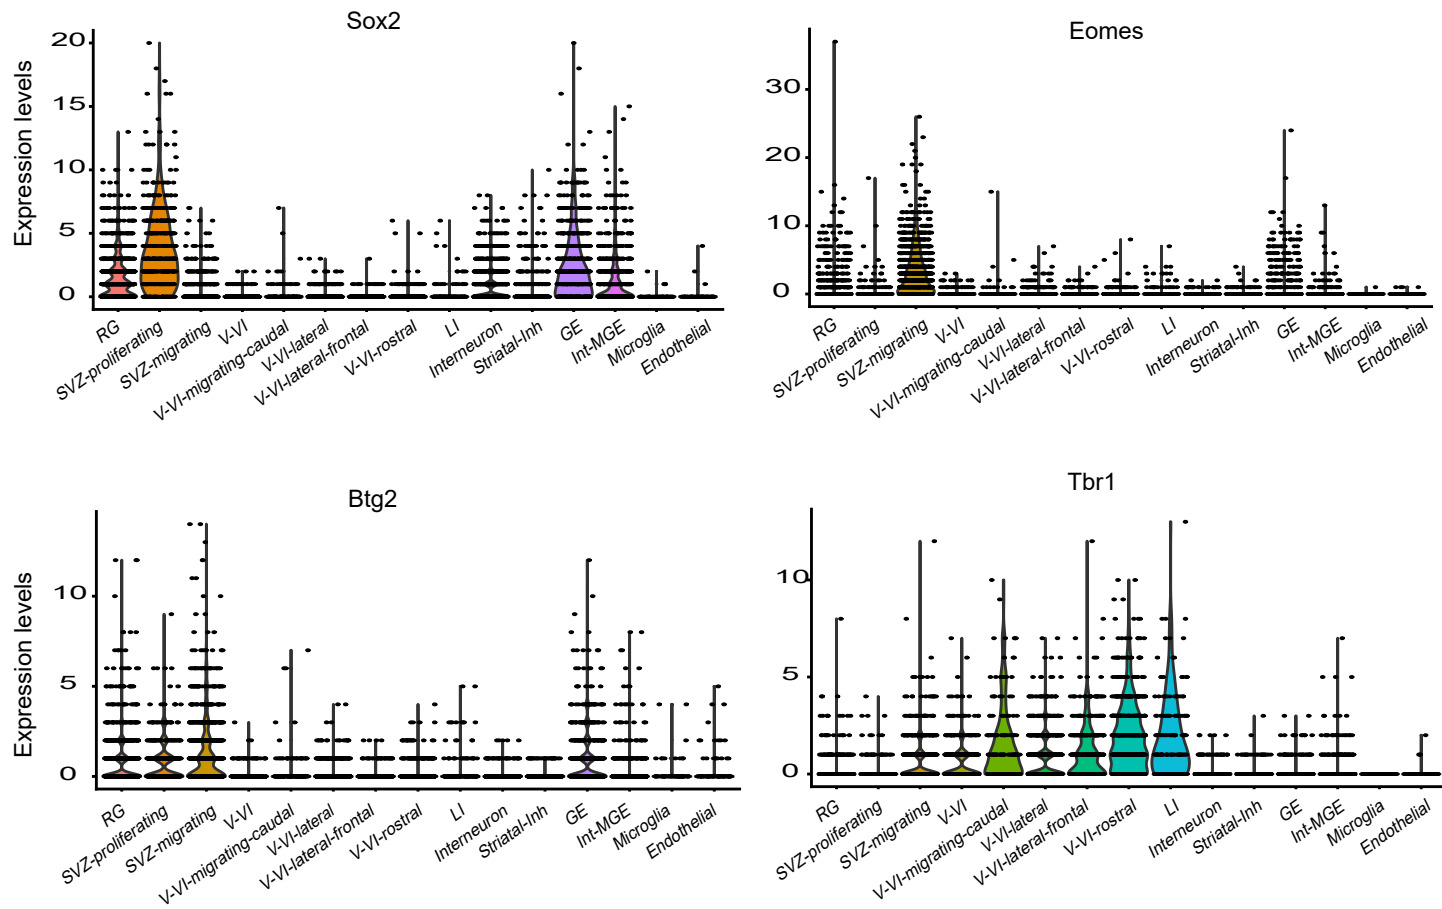 Sox2
Expression levels
20
15
10
5
0
RG
SVZ-proliferating
SVZ-migrating
V-VI
V-VI-migrating-caudal
V-VI-lateral
V-VI-lateral-frontal
V-VI-rostral
LI
Interneuron
Striatal-Inh
GE
Int-MGE
Microglia
Endothelial
Eomes
30
20
10
0
RG
SVZ-proliferating
SVZ-migrating
V-VI
V-VI-migrating-caudal
V-VI-lateral
V-VI-lateral-frontal
V-VI-rostral
LI
Interneuron
Striatal-Inh
GE
Int-MGE
Microglia
Endothelial
Btg2
Expression levels
10
5
0
RG
SVZ-proliferating
SVZ-migrating
V-VI
V-VI-migrating-caudal
V-VI-lateral
V-VI-lateral-frontal
V-VI-rostral
LI
Interneuron
Striatal-Inh
GE
Int-MGE
Microglia
Endothelial
Tbr1
10
5
0
RG
SVZ-proliferating
SVZ-migrating
V-VI
V-VI-migrating-caudal
V-VI-lateral
V-VI-lateral-frontal
V-VI-rostral
LI
Interneuron
Striatal-Inh
GE
Int-MGE
Microglia
Endothelial